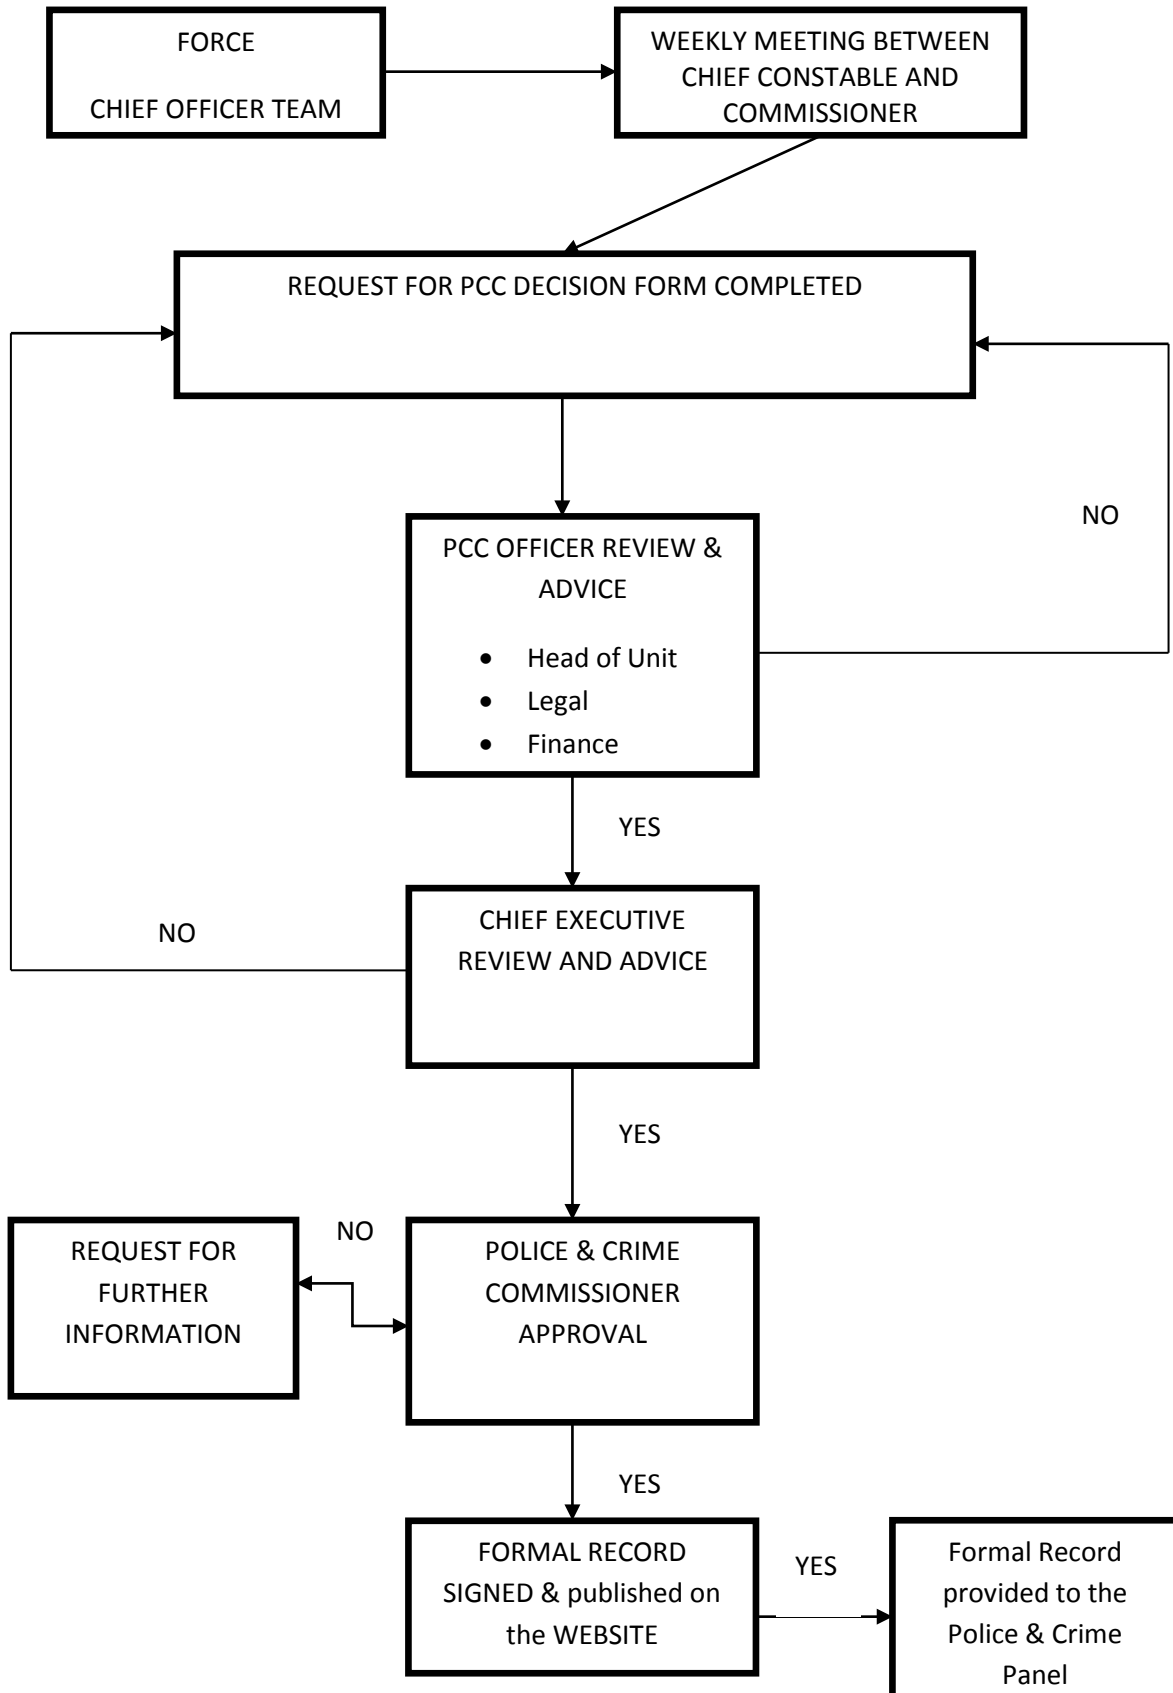 FORCE
CHIEF OFFICER TEAM
WEEKLY MEETING BETWEEN
CHIEF CONSTABLE AND
COMMISSIONER
REQUEST FOR PCC DECISION FORM COMPLETED
NO
PCC OFFICER REVIEW &
ADVICE
• Head of Unit
• Legal
• Finance
YES
NO
CHIEF EXECUTIVE
REVIEW AND ADVICE
YES
REQUEST FOR
FURTHER
INFORMATION
NO
POLICE & CRIME
COMMISSIONER
APPROVAL
YES
FORMAL RECORD
SIGNED & published on
the WEBSITE
YES
Formal Record
provided to the
Police & Crime
Panel